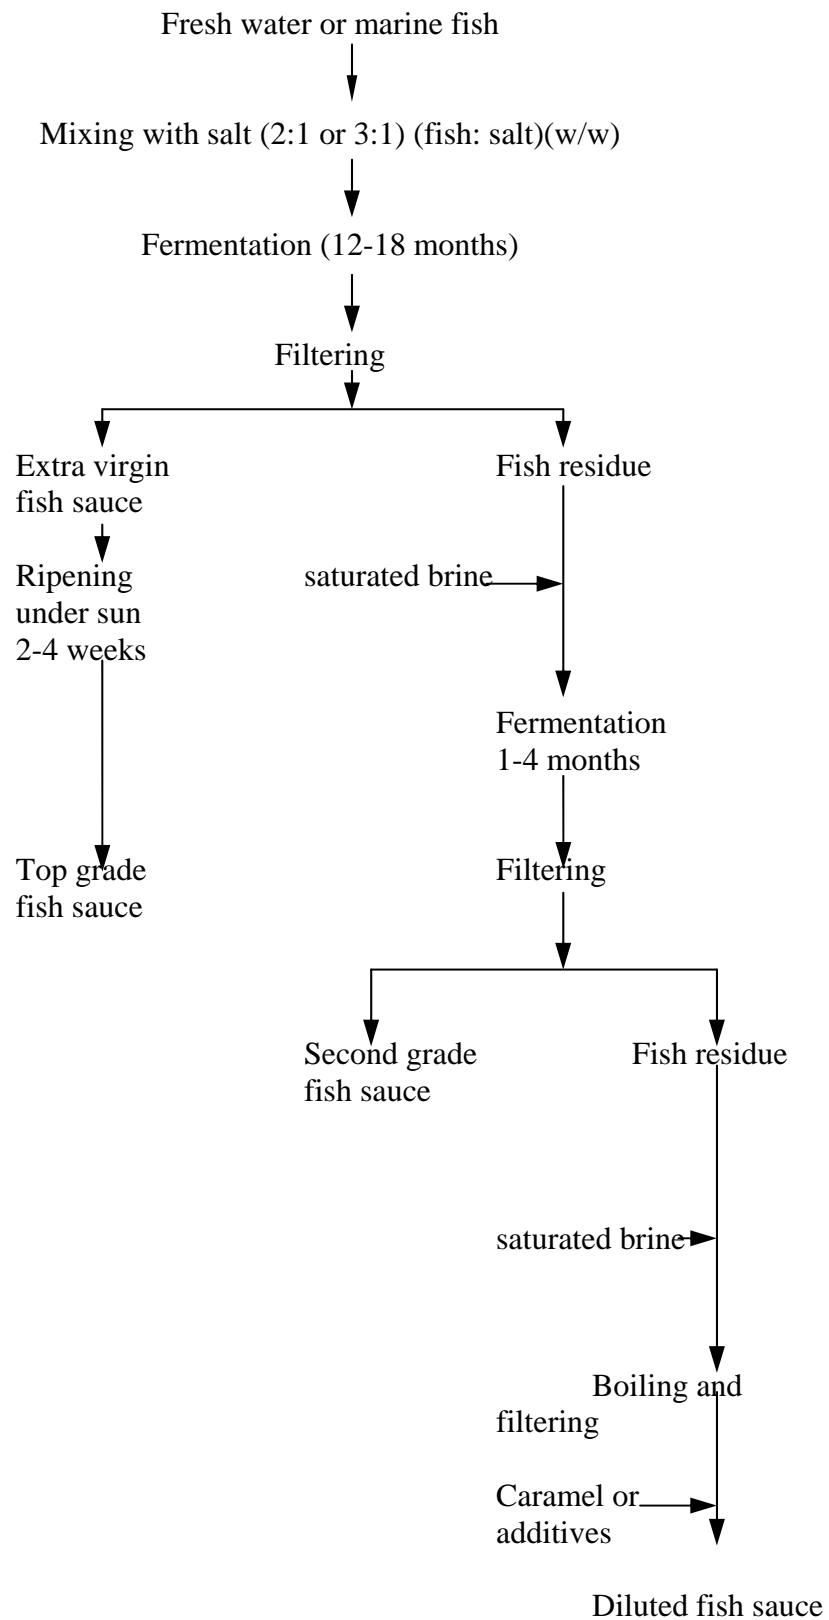 Fresh water or marine fish
Mixing with salt (2:1 or 3:1) (fish: salt)(w/w)
Fermentation (12-18 months)
Filtering
Extra virgin
fish sauce
Ripening
under sun
2-4 weeks
Top grade
fish sauce
Fish residue
saturated brine
Fermentation
1-4 months
Filtering
Second grade
fish sauce
Fish residue
saturated brine
Boiling and
filtering
Caramel or
additives
Diluted fish sauce